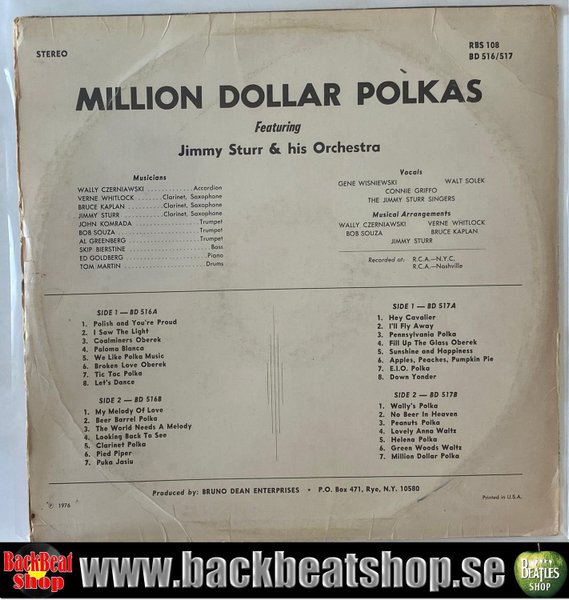 STEREO
RBS 108
BD 516/517
MILLION DOLLAR POLKAS
Featuring
Jimmy Sturr & his Orchestra
Musicians
WALLY CZERNIAWSKI . . . . . . . . . . . Accordion
VERNE WHITLOCK . . . . . . Clarinet, Saxophone
BRUCE KAPLAN . . . . . . . Clarinet, Saxophone
JIMMY STURR . . . . . . . . Clarinet, Saxophone
JOHN KOMRADA . . . . . . . . . . . . . . . . Trumpet
BOB SOUZA . . . . . . . . . . . . . . . . . . . Trumpet
AL GREENBERG . . . . . . . . . . . . . . . . . Trumpet
SKIP BIERSTINE . . . . . . . . . . . . . . . . . . . Bass
ED GOLDBERG . . . . . . . . . . . . . . . . . . . Piano
TOM MARTIN . . . . . . . . . . . . . . . . . . . Drums
Vocals
GENE WISNIEWSKI WALT SOLEK
CONNIE GRIFFO
THE JIMMY STURR SINGERS
Musical Arrangements
WALLY CZERNIAWSKI VERNE WHITLOCK
BOB SOUZA BRUCE KAPLAN
JIMMY STURR
Recorded at: R.C.A.—N.Y.C.
R.C.A.—Nashville
SIDE 1 — BD 516A
1. Polish and You're Proud
2. I Saw The Light
3. Coalminers Oberek
4. Paloma Blanca
5. We Like Polka Music
6. Broken Love Oberek
7. Tic Toc Polka
8. Let's Dance
SIDE 2 — BD 516B
1. My Melody Of Love
2. Beer Barrel Polka
3. The World Needs A Melody
4. Looking Back To See
5. Clarinet Polka
6. Pied Piper
7. Puka Jasiu
SIDE 1 — BD 517A
1. Hey Cavalier
2. I'll Fly Away
3. Pennsylvania Polka
4. Fill Up The Glass Oberek
5. Sunshine and Happiness
6. Apples, Peaches, Pumpkin Pie
7. E.I.O. Polka
8. Down Yonder
SIDE 2 — BD 517B
1. Wally's Polka
2. No Beer In Heaven
3. Peanuts Polka
4. Lovely Anna Waltz
5. Helena Polka
6. Green Woods Waltz
7. Million Dollar Polka
Produced by: BRUNO DEAN ENTERPRISES • P.O. Box 471, Rye, N.Y. 10580
℗ 1976
Printed in U.S.A.
BackBeat Shop
www.backbeatshop.se
BEATLES SHOP